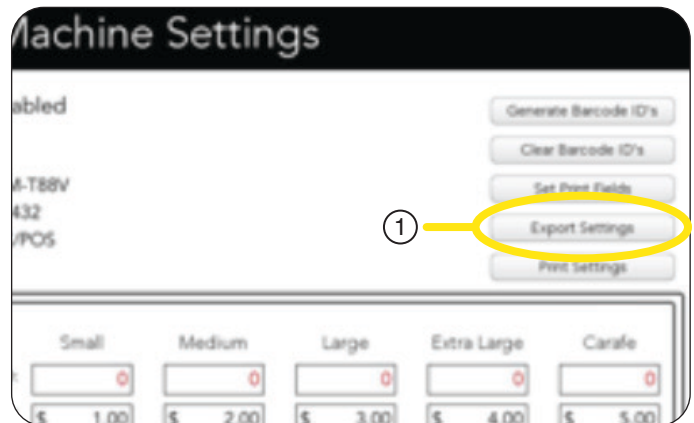 Machine Settings
abled
Generate Barcode ID's
Clear Barcode ID's
M-T88V
Set Print Fields
432
1
Export Settings
/POS
Print Settings
Small Medium Large Extra Large Carafe
0 0 0 0 0
$ 1.00 $ 2.00 $ 3.00 $ 4.00 $ 5.00